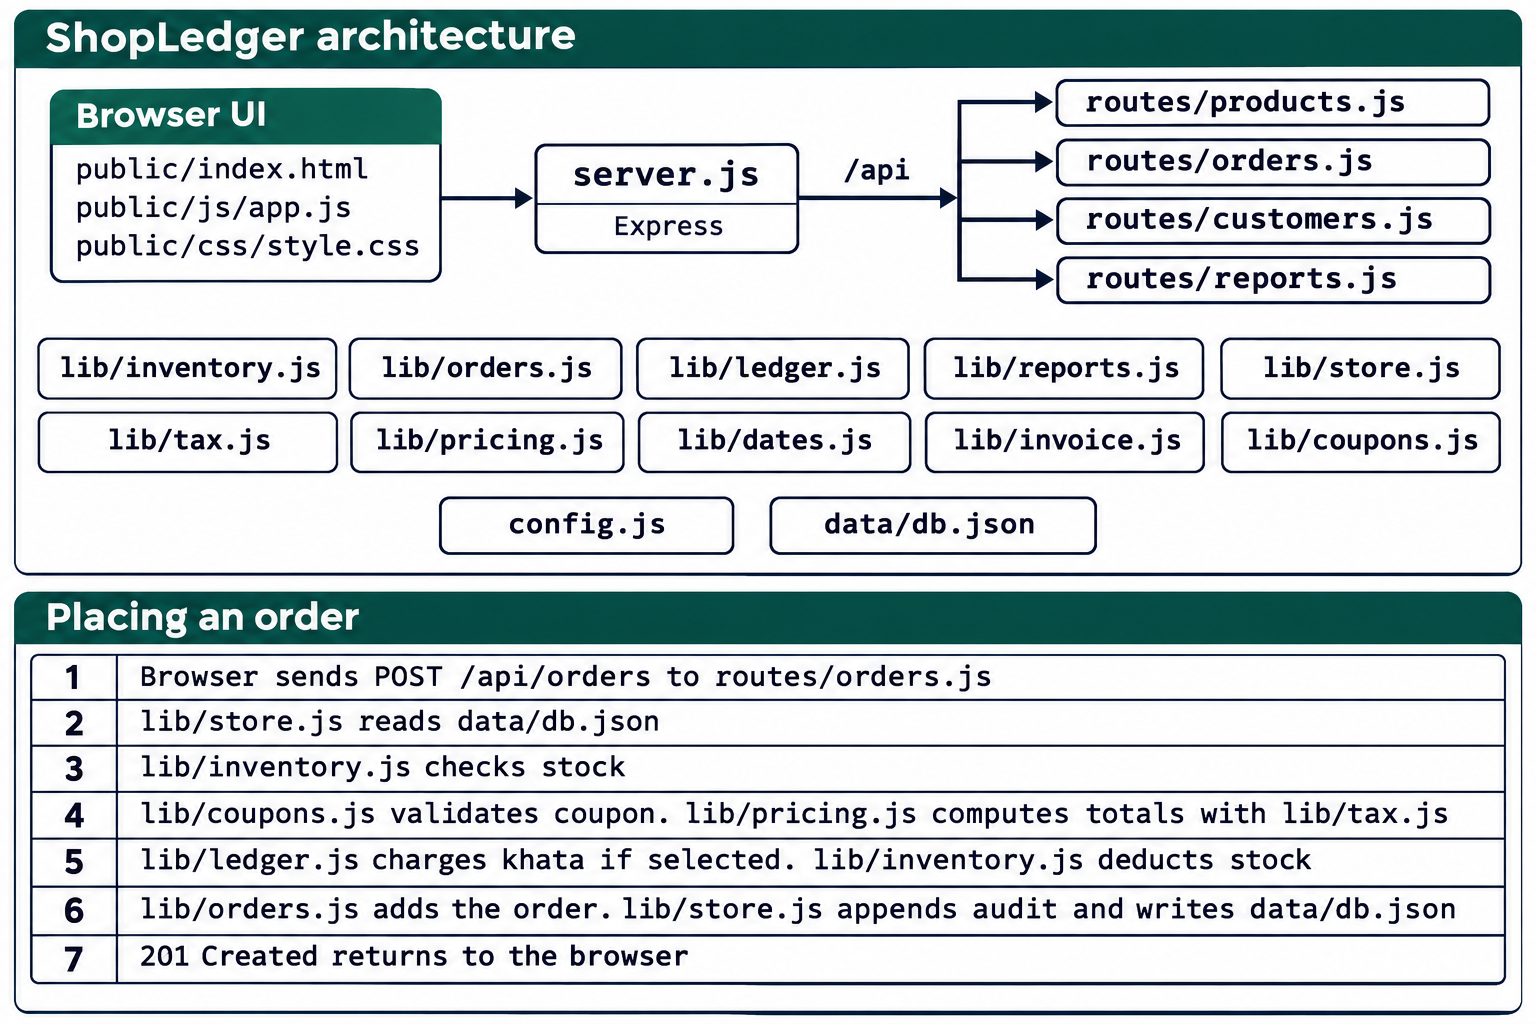 ShopLedger architecture
Browser UI
public/index.html
public/js/app.js
public/css/style.css
server.js
Express
/api
routes/products.js
routes/orders.js
routes/customers.js
routes/reports.js
lib/inventory.js
lib/orders.js
lib/ledger.js
lib/reports.js
lib/store.js
lib/tax.js
lib/pricing.js
lib/dates.js
lib/invoice.js
lib/coupons.js
config.js
data/db.json
Placing an order
1 Browser sends POST /api/orders to routes/orders.js
2 lib/store.js reads data/db.json
3 lib/inventory.js checks stock
4 lib/coupons.js validates coupon. lib/pricing.js computes totals with lib/tax.js
5 lib/ledger.js charges khata if selected. lib/inventory.js deducts stock
6 lib/orders.js adds the order. lib/store.js appends audit and writes data/db.json
7 201 Created returns to the browser